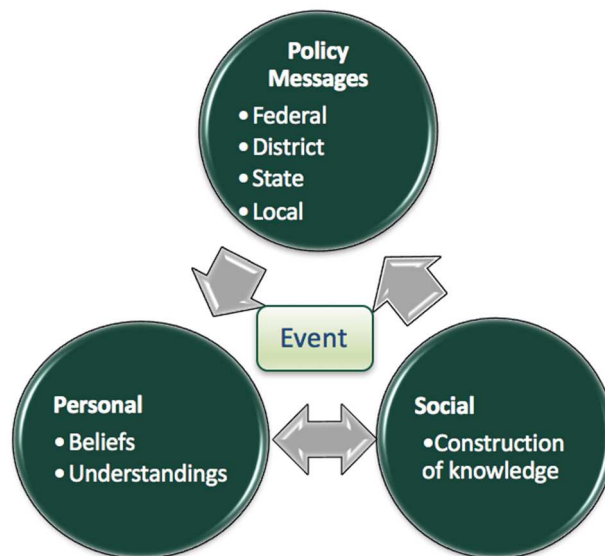 Policy
Messages
• Federal
• District
• State
• Local
Event
Personal
• Beliefs
• Understandings
Social
•Construction
of knowledge